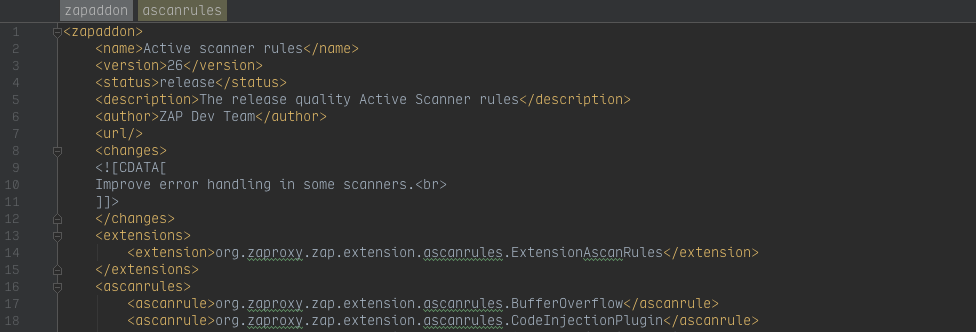 zapaddon ascanrules
1 <zapaddon>
2 <name>Active scanner rules</name>
3 <version>26</version>
4 <status>release</status>
5 <description>The release quality Active Scanner rules</description>
6 <author>ZAP Dev Team</author>
7 <url/>
8 <changes>
9 <![CDATA[
10 Improve error handling in some scanners.<br>
11 ]]>
12 </changes>
13 <extensions>
14 <extension>org.zaproxy.zap.extension.ascanrules.ExtensionAscanRules</extension>
15 </extensions>
16 <ascanrules>
17 <ascanrule>org.zaproxy.zap.extension.ascanrules.BufferOverflow</ascanrule>
18 <ascanrule>org.zaproxy.zap.extension.ascanrules.CodeInjectionPlugin</ascanrule>